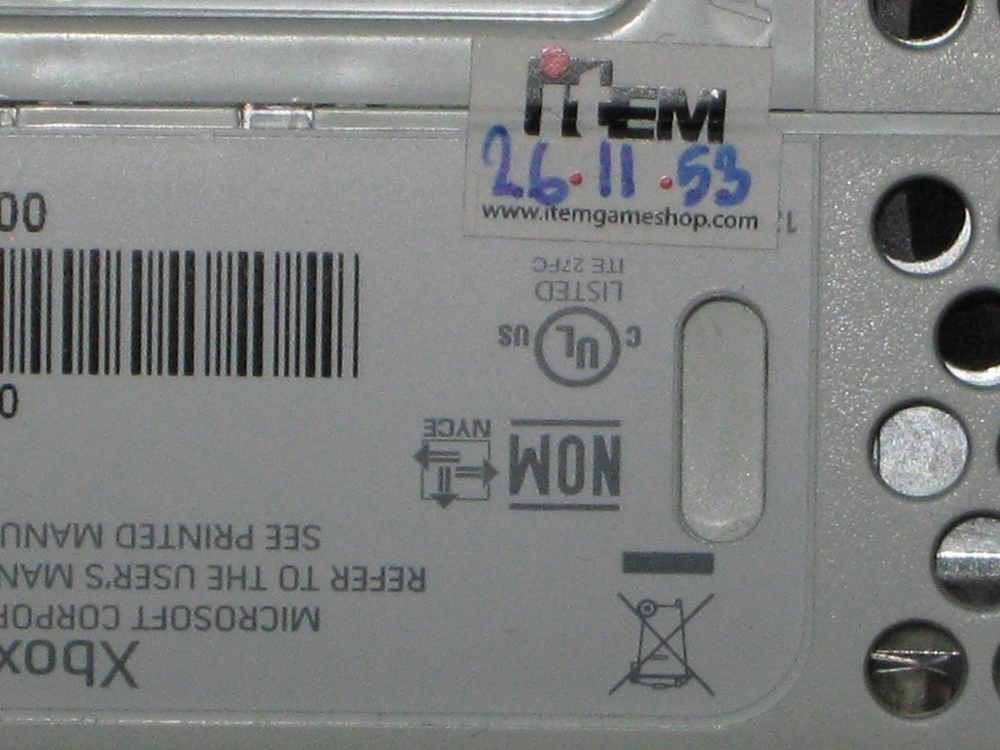 iTEM
26.11.53
www.itemgameshop.com
00
0
ITE 27FC
LISTED
C UL US
NYCE
NOM
Xbox
MICROSOFT CORPOR
REFER TO THE USER'S MAN
SEE PRINTED MANU